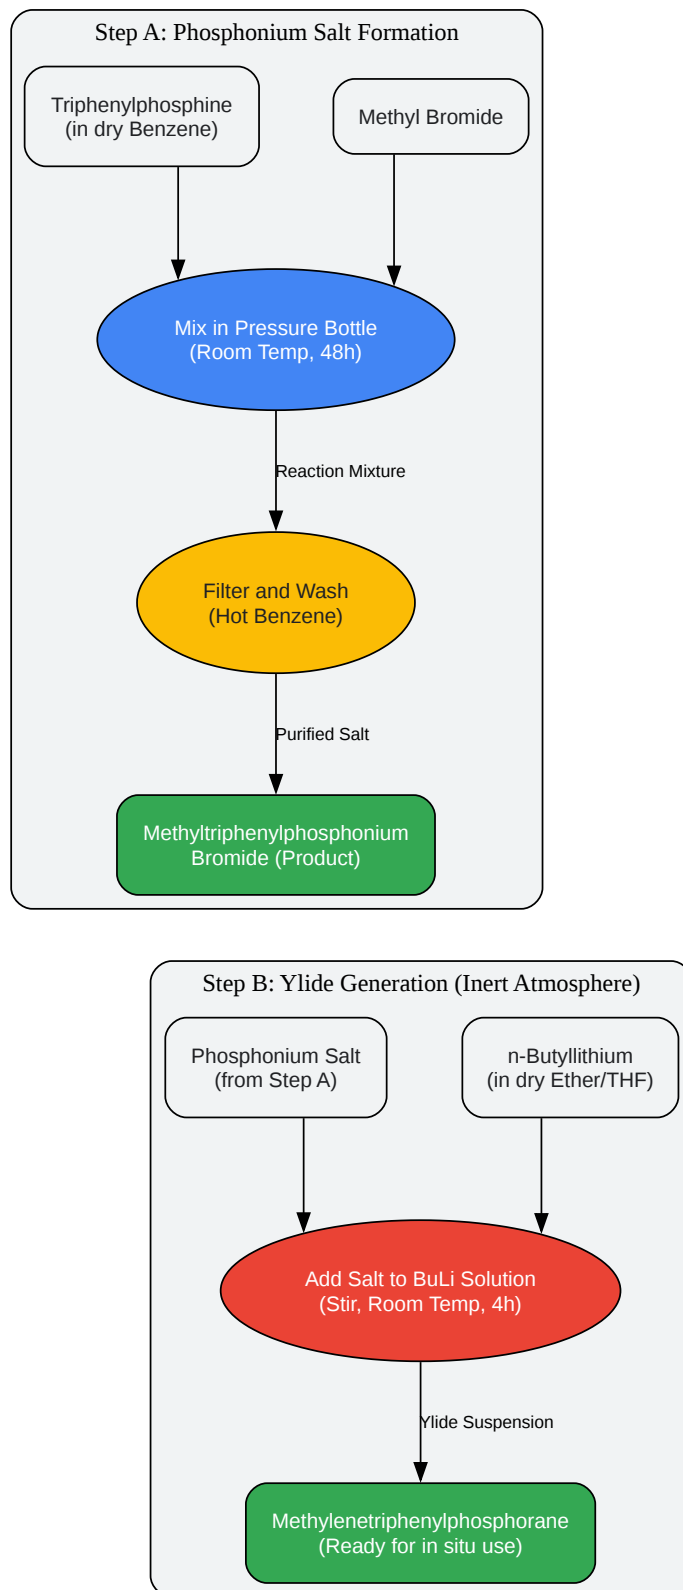 Step A: Phosphonium Salt Formation
Triphenylphosphine
(in dry Benzene)
Methyl Bromide
Mix in Pressure Bottle
(Room Temp, 48h)
Reaction Mixture
Filter and Wash
(Hot Benzene)
Purified Salt
Methyltriphenylphosphonium
Bromide (Product)
Step B: Ylide Generation (Inert Atmosphere)
Phosphonium Salt
(from Step A)
n-Butyllithium
(in dry Ether/THF)
Add Salt to BuLi Solution
(Stir, Room Temp, 4h)
Ylide Suspension
Methylenetriphenylphosphorane
(Ready for in situ use)